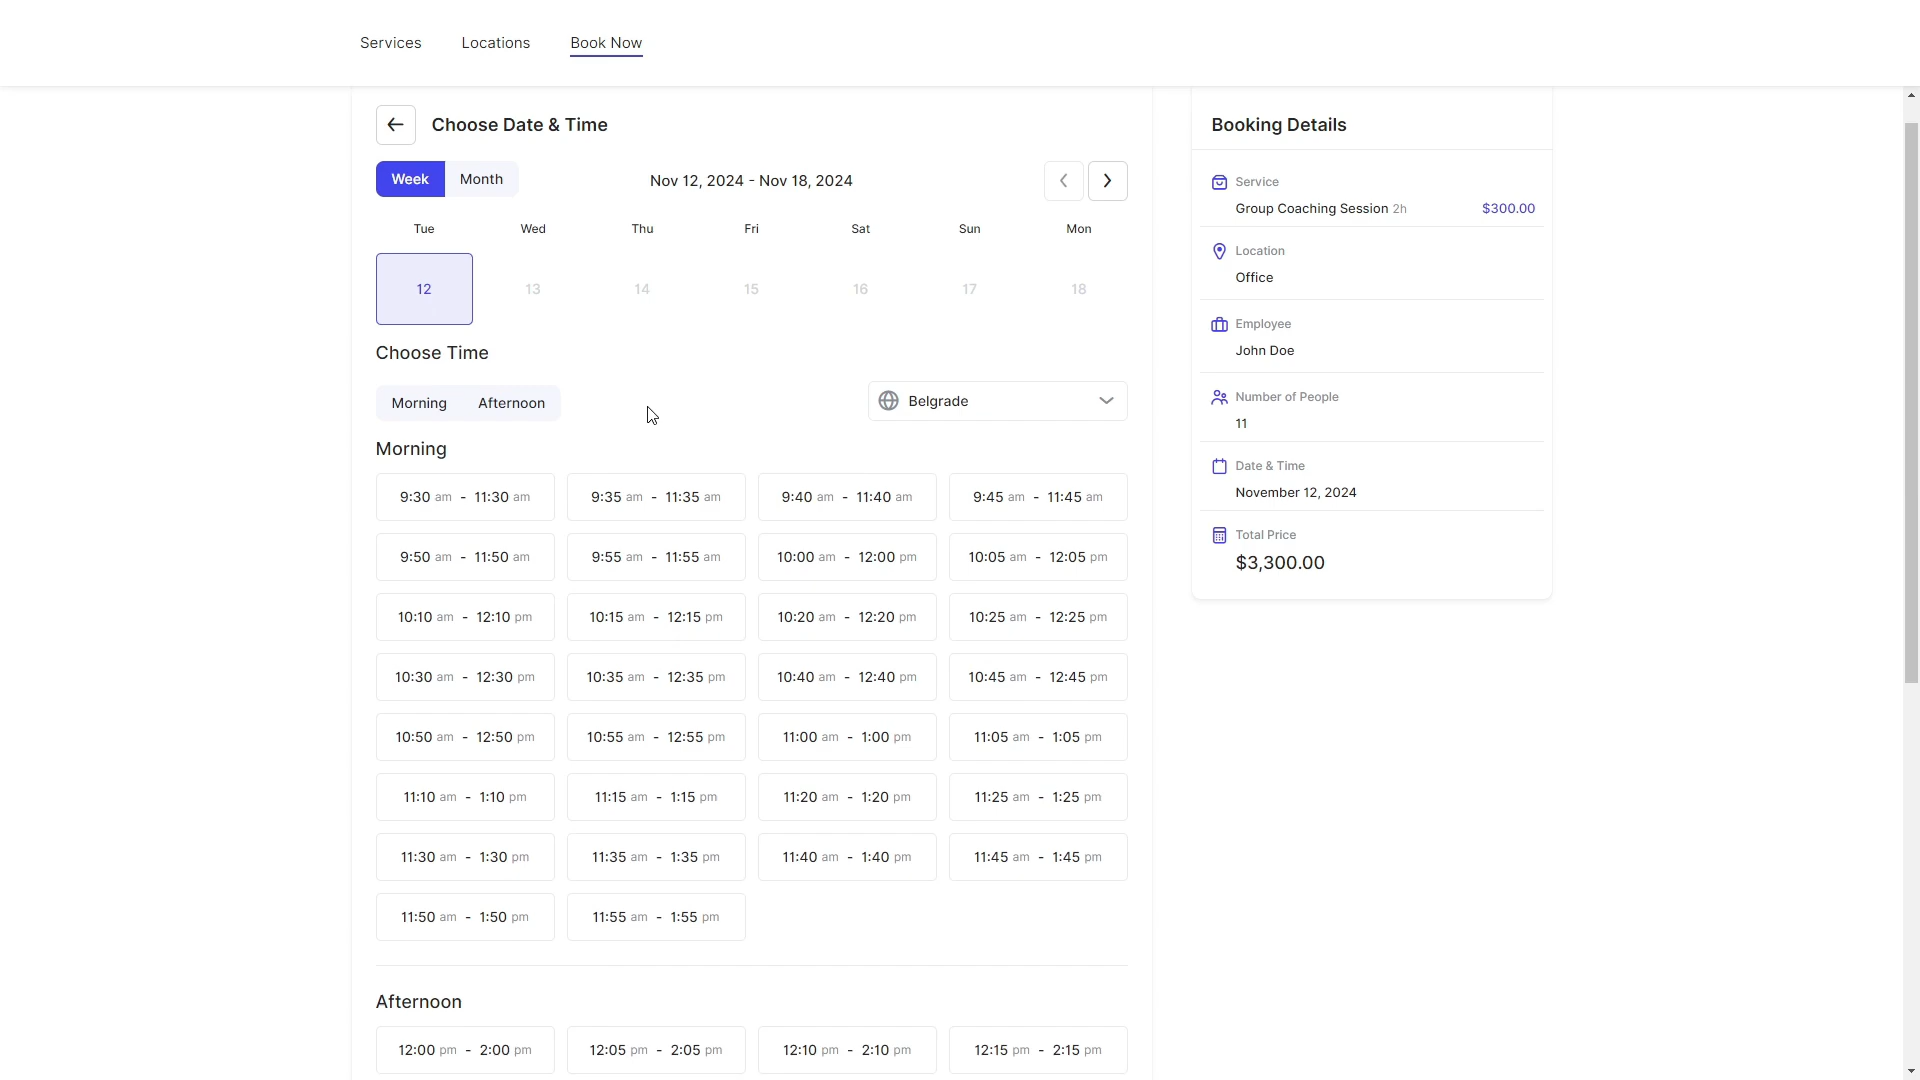 Services Locations Book Now
Choose Date & Time
Week Month Nov 12, 2024 - Nov 18, 2024
Tue Wed Thu Fri Sat Sun Mon
12 13 14 15 16 17 18
Choose Time
Morning Afternoon Belgrade
Morning
9:30 am - 11:30 am 9:35 am - 11:35 am 9:40 am - 11:40 am 9:45 am - 11:45 am
9:50 am - 11:50 am 9:55 am - 11:55 am 10:00 am - 12:00 pm 10:05 am - 12:05 pm
10:10 am - 12:10 pm 10:15 am - 12:15 pm 10:20 am - 12:20 pm 10:25 am - 12:25 pm
10:30 am - 12:30 pm 10:35 am - 12:35 pm 10:40 am - 12:40 pm 10:45 am - 12:45 pm
10:50 am - 12:50 pm 10:55 am - 12:55 pm 11:00 am - 1:00 pm 11:05 am - 1:05 pm
11:10 am - 1:10 pm 11:15 am - 1:15 pm 11:20 am - 1:20 pm 11:25 am - 1:25 pm
11:30 am - 1:30 pm 11:35 am - 1:35 pm 11:40 am - 1:40 pm 11:45 am - 1:45 pm
11:50 am - 1:50 pm 11:55 am - 1:55 pm
Afternoon
12:00 pm - 2:00 pm 12:05 pm - 2:05 pm 12:10 pm - 2:10 pm 12:15 pm - 2:15 pm
Booking Details
Service
Group Coaching Session 2h $300.00
Location
Office
Employee
John Doe
Number of People
11
Date & Time
November 12, 2024
Total Price
$3,300.00